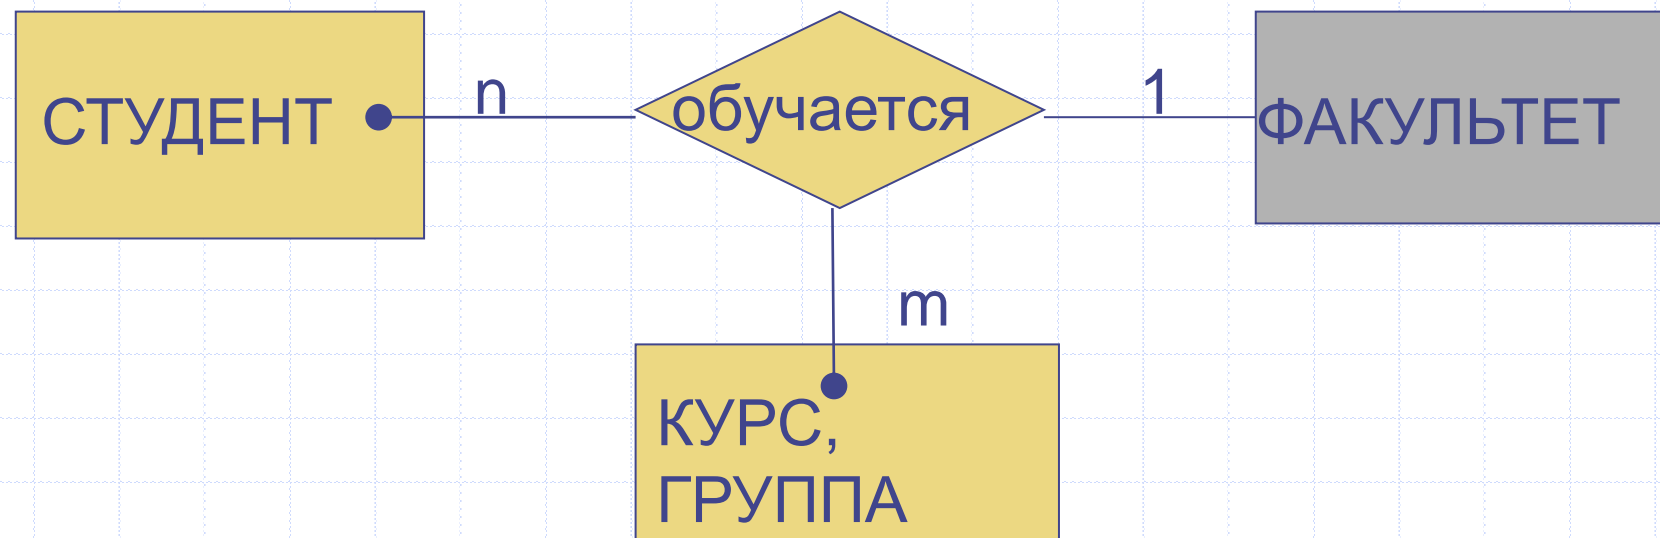 СТУДЕНТ
n
обучается
1
ФАКУЛЬТЕТ
m
КУРС,
ГРУППА